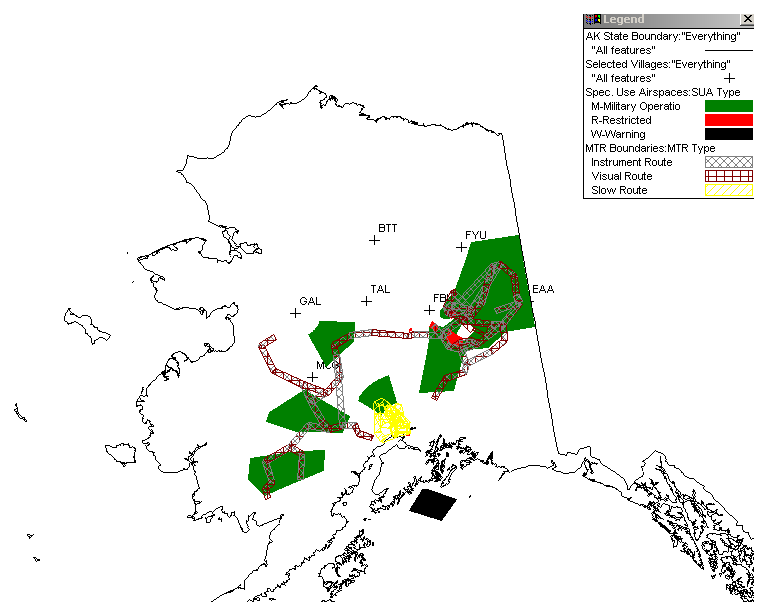 Legend
AK State Boundary:"Everything"
"All features"
Selected Villages:"Everything"
"All features"
Spec. Use Airspaces:SUA Type
M-Military Operatio
R-Restricted
W-Warning
MTR Boundaries:MTR Type
Instrument Route
Visual Route
Slow Route
BTT
FYU
GAL
TAL
EAA